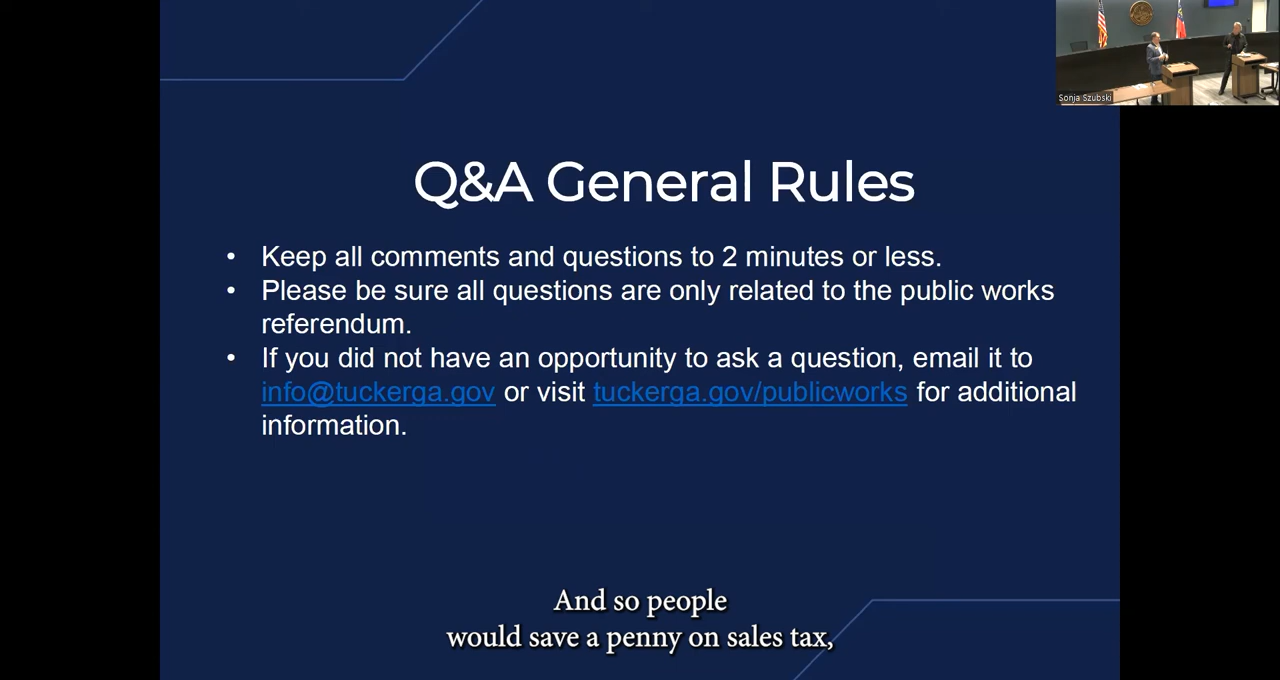 Sonja Szubski
Q&A General Rules
• Keep all comments and questions to 2 minutes or less.
• Please be sure all questions are only related to the public works
referendum.
• If you did not have an opportunity to ask a question, email it to
info@tuckerga.gov or visit tuckerga.gov/publicworks for additional
information.
And so people
would save a penny on sales tax,